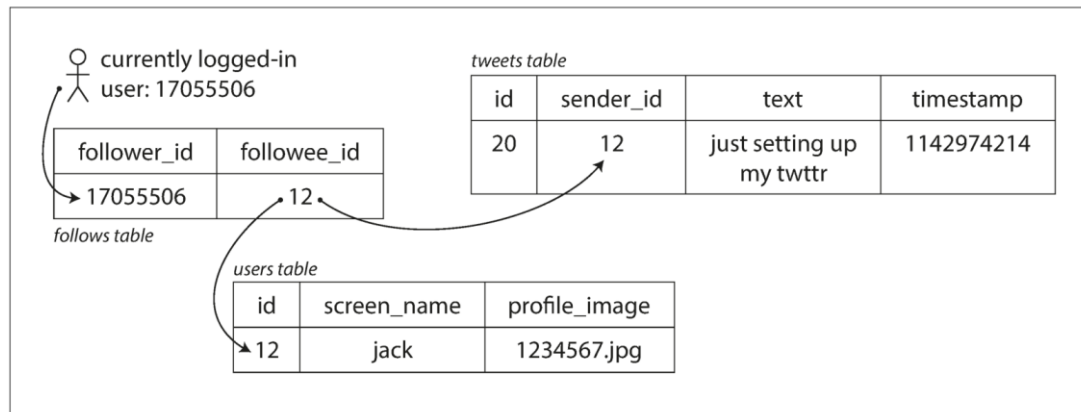 currently logged-in
user: 17055506
follower_id followee_id
17055506 12
follows table
tweets table
id sender_id text timestamp
20 12 just setting up 1142974214
my twttr
users table
id screen_name profile_image
12 jack 1234567.jpg